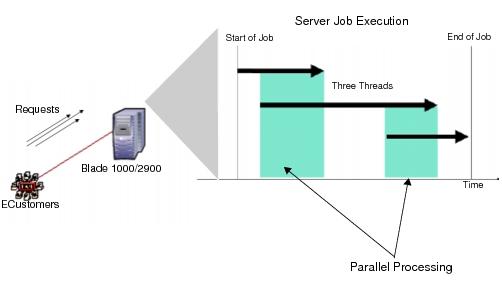 Server Job Execution
Start of Job
End of Job
Three Threads
Requests
Blade 1000/2900
ECustomers
Time
Parallel Processing